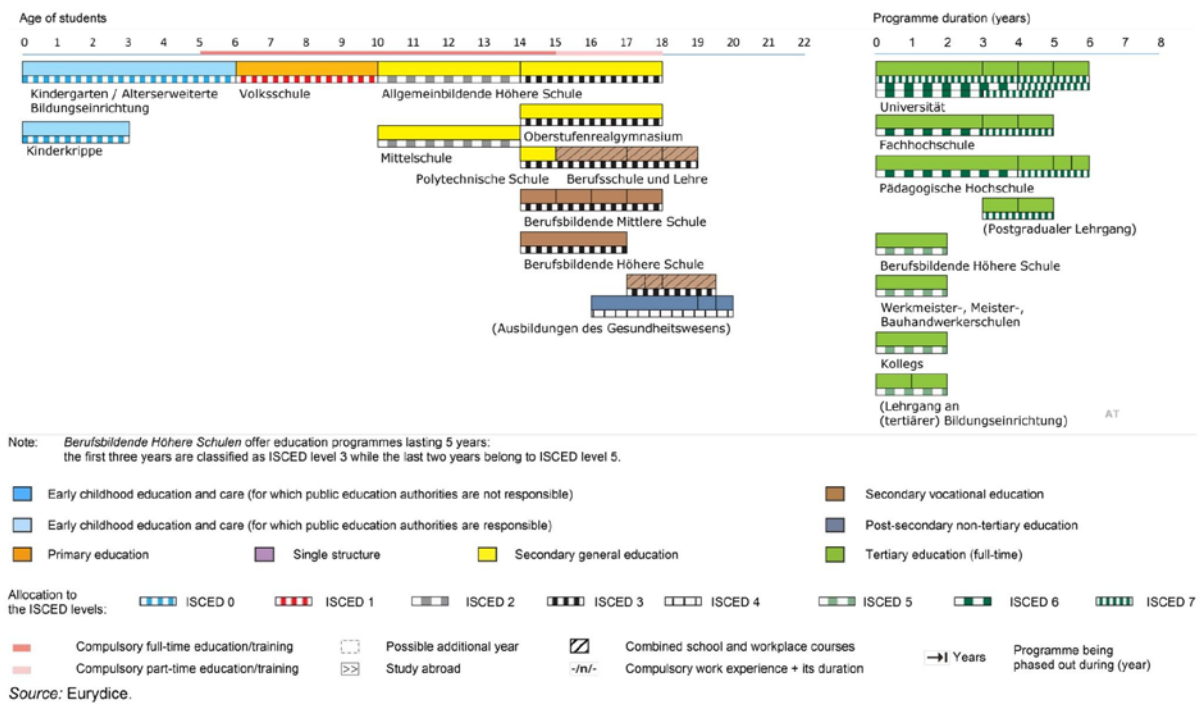 Age of students
Programme duration (years)
0 1 2 3 4 5 6 7 8 9 10 11 12 13 14 15 16 17 18 19 20 21 22
0 1 2 3 4 5 6 7 8
Kindergarten / Alterserweiterte
Bildungseinrichtung
Volksschule
Allgemeinbildende Höhere Schule
Kinderkrippe
Oberstufenrealgymnasium
Mittelschule
Polytechnische Schule
Berufsschule und Lehre
Berufsbildende Mittlere Schule
Berufsbildende Höhere Schule
(Ausbildungen des Gesundheitswesens)
Universität
Fachhochschule
Pädagogische Hochschule
(Postgradualer Lehrgang)
Berufsbildende Höhere Schule
Werkmeister-, Meister-,
Bauhandwerkerschulen
Kollegs
(Lehrgang an
(tertiärer) Bildungseinrichtung)
AT
Note: Berufsbildende Höhere Schulen offer education programmes lasting 5 years:
the first three years are classified as ISCED level 3 while the last two years belong to ISCED level 5.
Early childhood education and care (for which public education authorities are not responsible)
Secondary vocational education
Early childhood education and care (for which public education authorities are responsible)
Post-secondary non-tertiary education
Primary education
Single structure
Secondary general education
Tertiary education (full-time)
Allocation to
the ISCED levels:
ISCED 0
ISCED 1
ISCED 2
ISCED 3
ISCED 4
ISCED 5
ISCED 6
ISCED 7
Compulsory full-time education/training
Possible additional year
Combined school and workplace courses
Years
Programme being
phased out during (year)
Compulsory part-time education/training
>>
Study abroad
-/n/-
Compulsory work experience + its duration
Source: Eurydice.